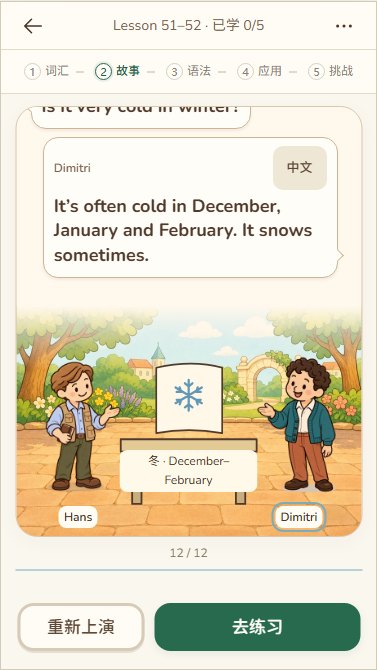 Lesson 51–52 · 已学 0/5
1 词汇 – 2 故事 – 3 语法 – 4 应用 – 5 挑战
Is it very cold in winter?
Dimitri
中文
It’s often cold in December,
January and February. It snows
sometimes.
冬 · December–
February
Hans
Dimitri
12 / 12
重新上演
去练习